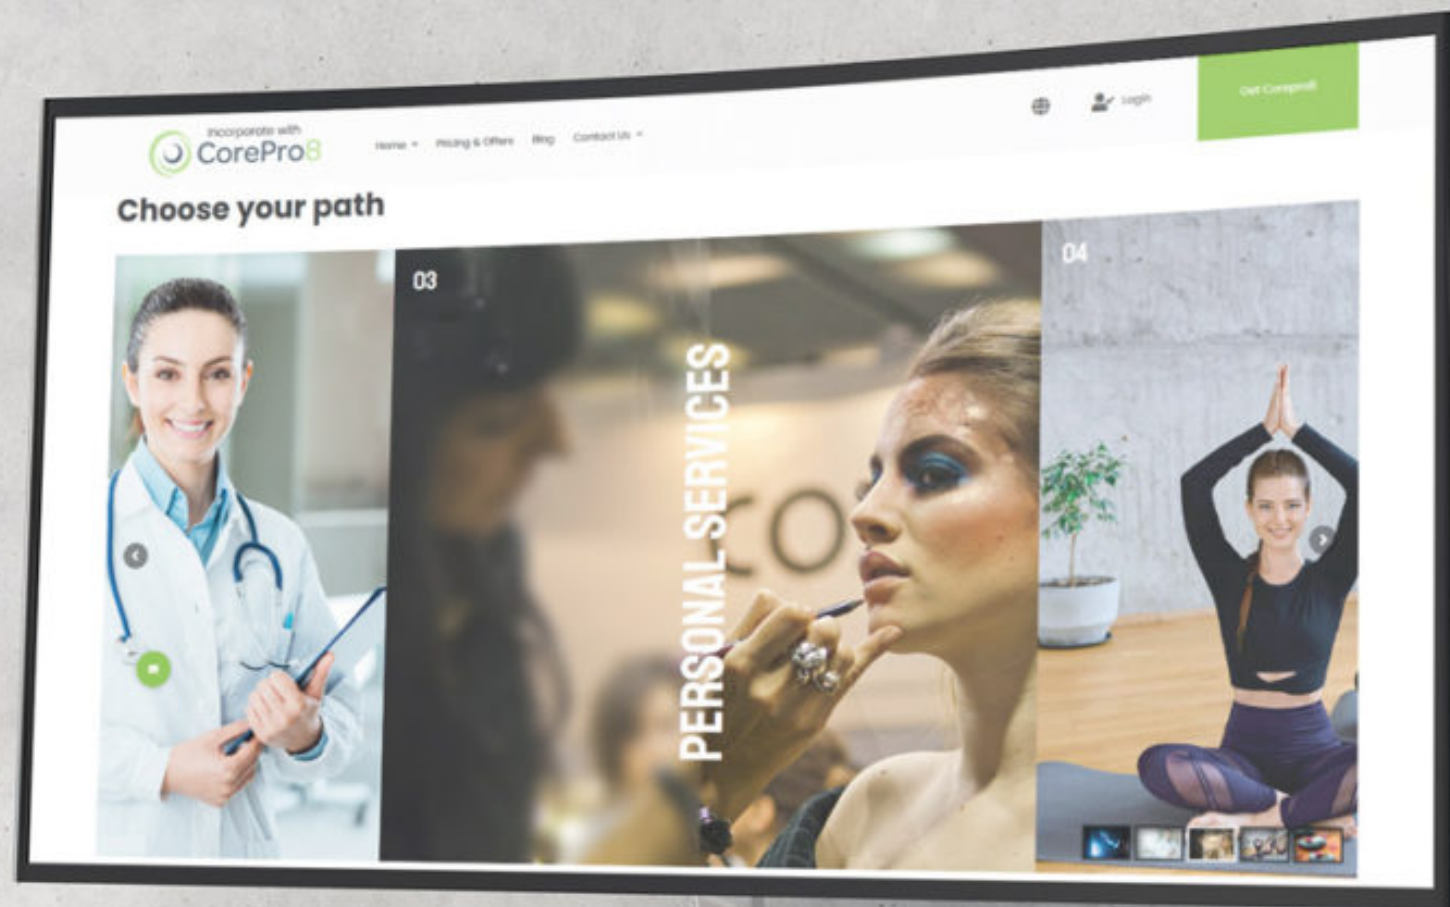 Incorporate with
CorePro8
Home
Pricing & Offers
Blog
Contact Us
Login
Get Corepro8
Choose your path
03
PERSONAL SERVICES
CO
04